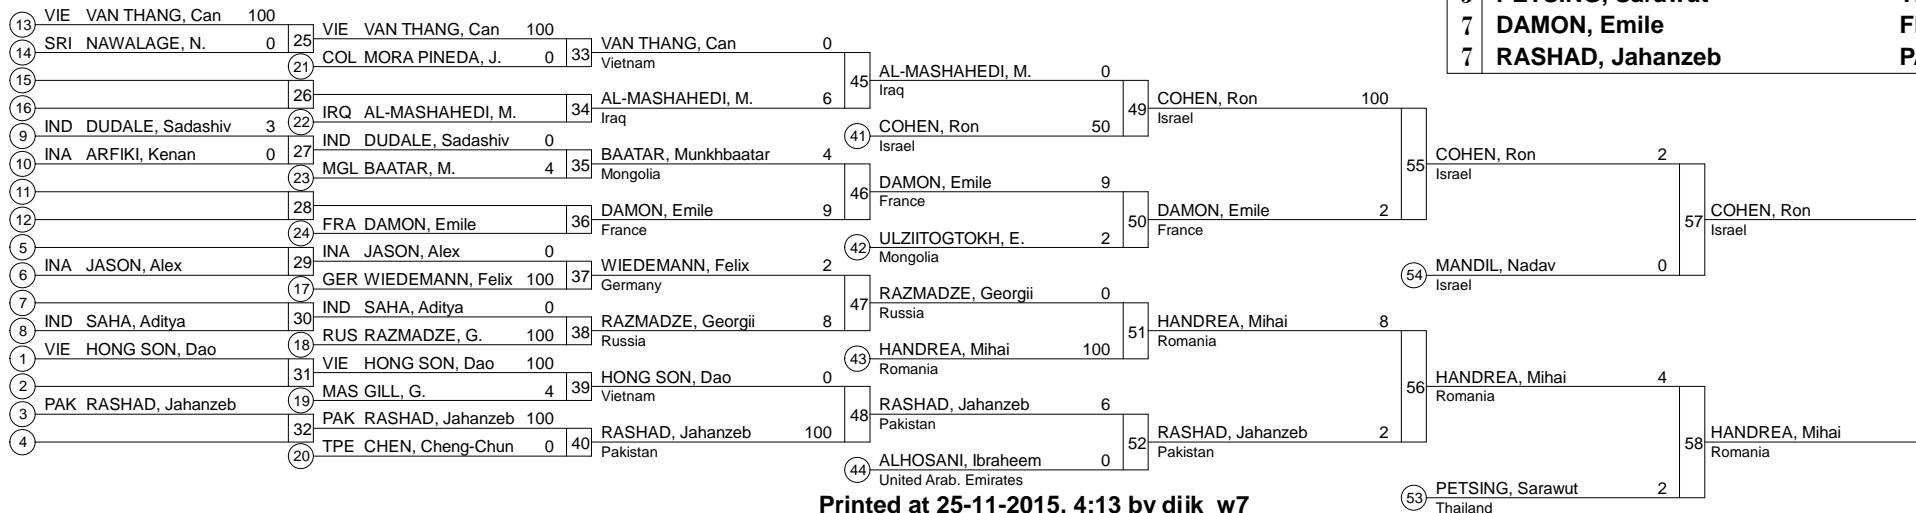 PETSING, Sarawut
7 DAMON, Emile
7 RASHAD, Jahanzeb
13 VIE VAN THANG, Can 100
14 SRI NAWALAGE, N. 0
15
16
9 IND DUDALE, Sadashiv 3
10 INA ARFIKI, Kenan 0
11
12
5
6 INA JASON, Alex
7
8 IND SAHA, Aditya
1 VIE HONG SON, Dao
2
3 PAK RASHAD, Jahanzeb
4
25 VIE VAN THANG, Can 100
21 COL MORA PINEDA, J. 0
26
22 IRQ AL-MASHAHEDI, M.
27 IND DUDALE, Sadashiv 0
23 MGL BAATAR, M. 4
28
24 FRA DAMON, Emile
29 INA JASON, Alex 0
17 GER WIEDEMANN, Felix 100
30 IND SAHA, Aditya 0
18 RUS RAZMADZE, G. 100
31 VIE HONG SON, Dao 100
19 MAS GILL, G. 4
32 PAK RASHAD, Jahanzeb 100
20 TPE CHEN, Cheng-Chun 0
33 VAN THANG, Can 0
Vietnam
34 AL-MASHAHEDI, M. 6
Iraq
35 BAATAR, Munkhbaatar 4
Mongolia
36 DAMON, Emile 9
France
37 WIEDEMANN, Felix 2
Germany
38 RAZMADZE, Georgii 8
Russia
39 HONG SON, Dao 0
Vietnam
40 RASHAD, Jahanzeb 100
Pakistan
45 AL-MASHAHEDI, M. 0
Iraq
41 COHEN, Ron 50
Israel
46 DAMON, Emile 9
France
42 ULZIITOGTOKH, E. 2
Mongolia
47 RAZMADZE, Georgii 0
Russia
43 HANDREA, Mihai 100
Romania
48 RASHAD, Jahanzeb 6
Pakistan
44 ALHOSANI, Ibraheem 0
United Arab. Emirates
49 COHEN, Ron 100
Israel
50 DAMON, Emile 2
France
51 HANDREA, Mihai 8
Romania
52 RASHAD, Jahanzeb 2
Pakistan
55 COHEN, Ron 2
Israel
54 MANDIL, Nadav 0
Israel
56 HANDREA, Mihai 4
Romania
53 PETSING, Sarawut 2
Thailand
57 COHEN, Ron
Israel
58 HANDREA, Mihai
Romania
Printed at 25-11-2015, 4:13 by dijk_w7